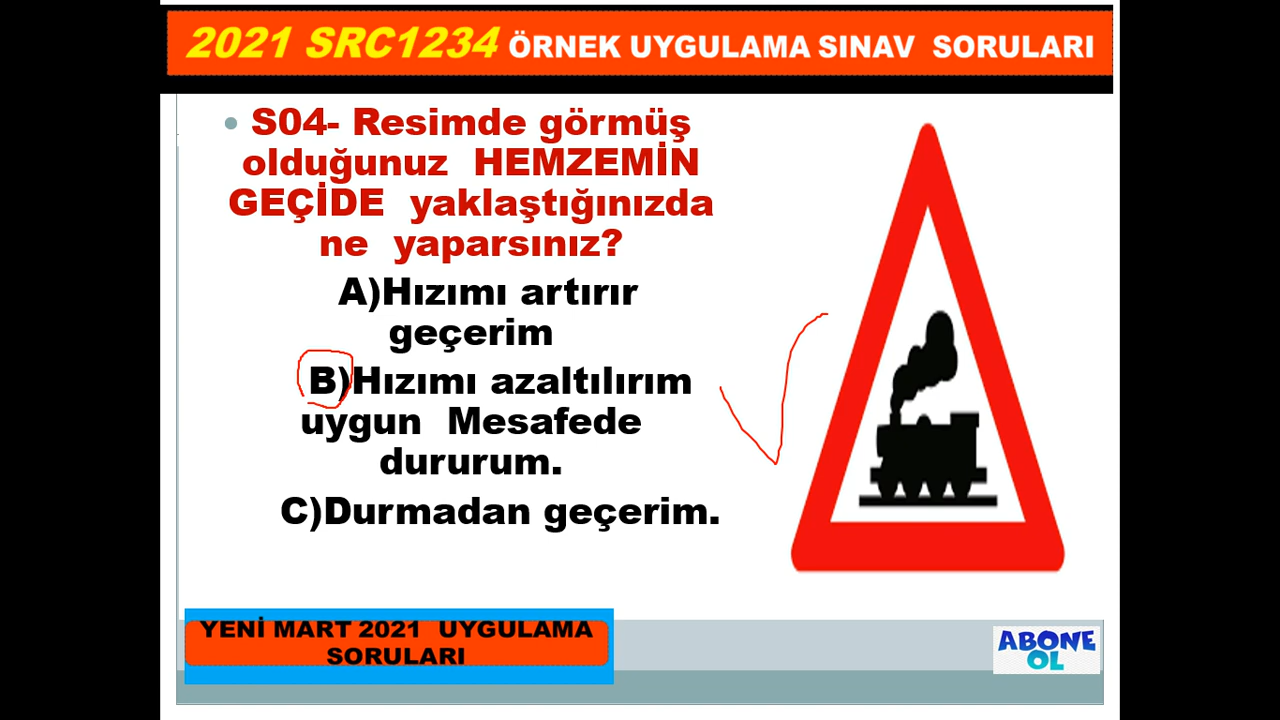 2021 SRC1234 ÖRNEK UYGULAMA SINAV SORULARI
S04- Resimde görmüş
olduğunuz HEMZEMİN
GEÇİDE yaklaştığınızda
ne yaparsınız?
A)Hızımı artırır
geçerim
B)Hızımı azaltılırım
uygun Mesafede
dururum.
C)Durmadan geçerim.
YENİ MART 2021 UYGULAMA
SORULARI
ABONE
OL